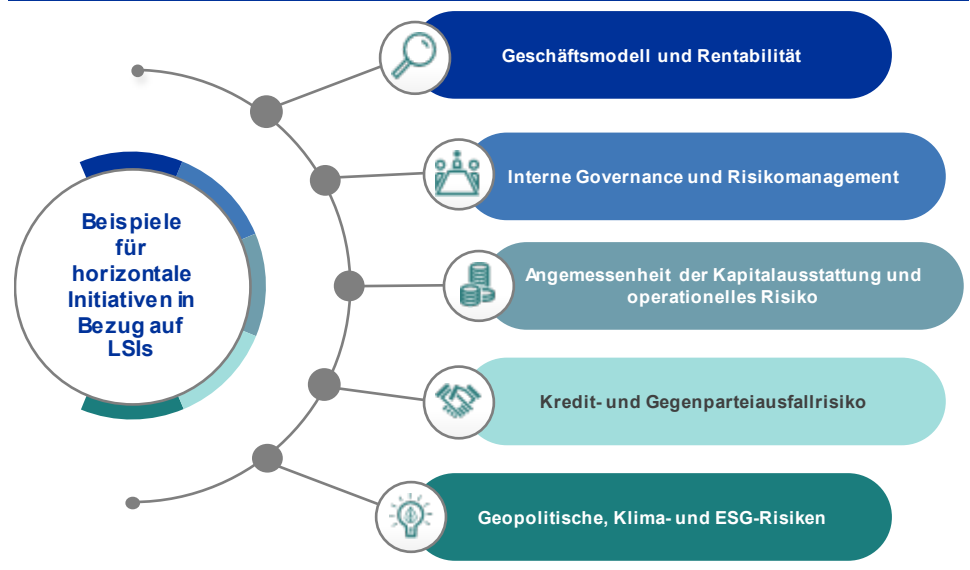 Beispiele
für
horizontale
Initiativen in
Bezug auf
LSIs
Geschäftsmodell und Rentabilität
Interne Governance und Risikomanagement
Angemessenheit der Kapitalausstattung und
operationelles Risiko
Kredit- und Gegenparteiausfallrisiko
Geopolitische, Klima- und ESG-Risiken